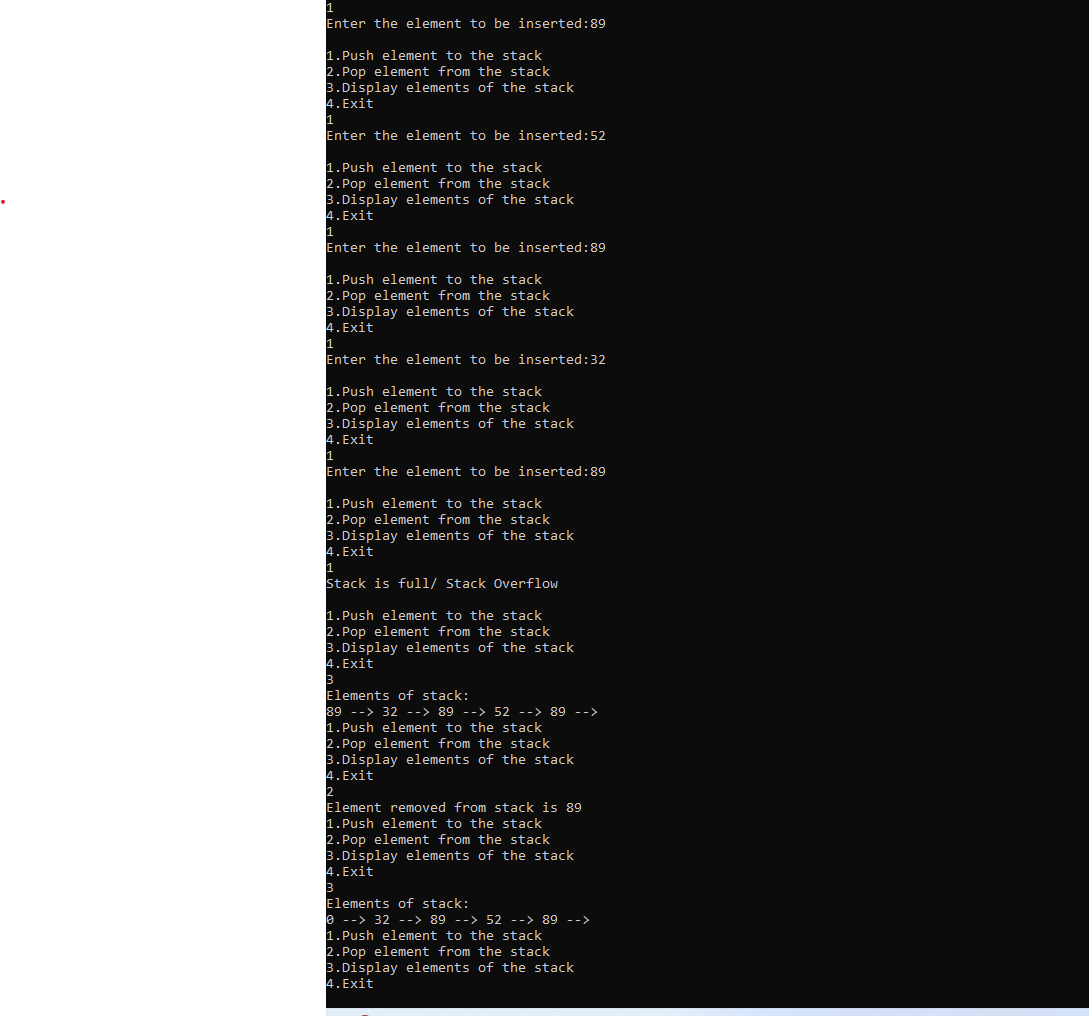 1
Enter the element to be inserted:89
1.Push element to the stack
2.Pop element from the stack
3.Display elements of the stack
4.Exit
1
Enter the element to be inserted:52
1.Push element to the stack
2.Pop element from the stack
3.Display elements of the stack
4.Exit
1
Enter the element to be inserted:89
1.Push element to the stack
2.Pop element from the stack
3.Display elements of the stack
4.Exit
1
Enter the element to be inserted:32
1.Push element to the stack
2.Pop element from the stack
3.Display elements of the stack
4.Exit
1
Enter the element to be inserted:89
1.Push element to the stack
2.Pop element from the stack
3.Display elements of the stack
4.Exit
1
Stack is full/ Stack Overflow
1.Push element to the stack
2.Pop element from the stack
3.Display elements of the stack
4.Exit
3
Elements of stack:
89 --> 32 --> 89 --> 52 --> 89 -->
1.Push element to the stack
2.Pop element from the stack
3.Display elements of the stack
4.Exit
2
Element removed from stack is 89
1.Push element to the stack
2.Pop element from the stack
3.Display elements of the stack
4.Exit
3
Elements of stack:
0 --> 32 --> 89 --> 52 --> 89 -->
1.Push element to the stack
2.Pop element from the stack
3.Display elements of the stack
4.Exit